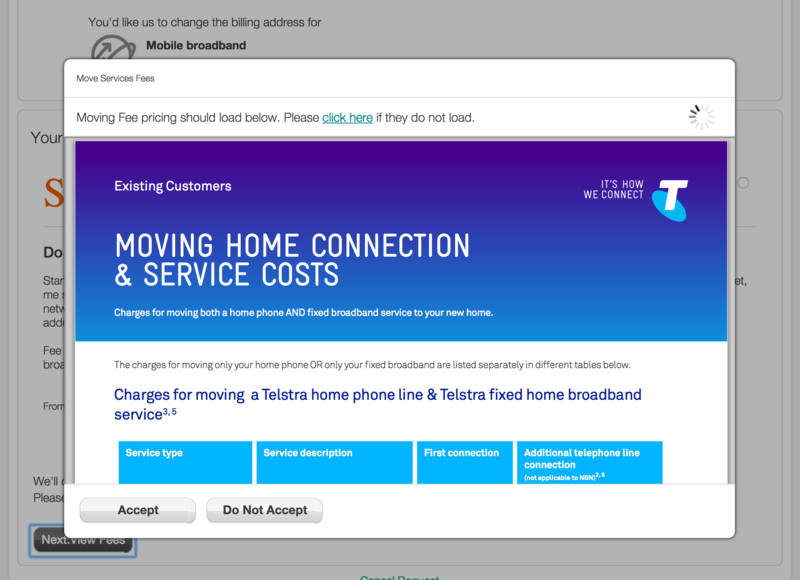 You'd like us to change the billing address for
Mobile broadband
Move Services Fees
Moving Fee pricing should load below. Please click here if they do not load.
Your
Existing Customers
IT'S HOW
WE CONNECT
T
S
MOVING HOME CONNECTION
& SERVICE COSTS
Do
Star
et,
me
netw
addr
Charges for moving both a home phone AND fixed broadband service to your new home.
Fee
broa
The charges for moving only your home phone OR only your fixed broadband are listed separately in different tables below.
Charges for moving a Telstra home phone line & Telstra fixed home broadband
service3, 5
From
Service type
Service description
First connection
Additional telephone line
connection
(not applicable to NBN)2, 6
We'll
Please
Accept
Do Not Accept
Next:View Fees
Cancel Request